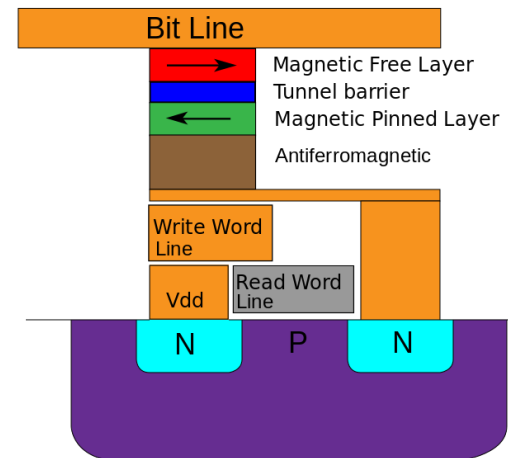 Bit Line
Magnetic Free Layer
Tunnel barrier
Magnetic Pinned Layer
Antiferromagnetic
Write Word
Line
Vdd
Read Word
Line
N
P
N